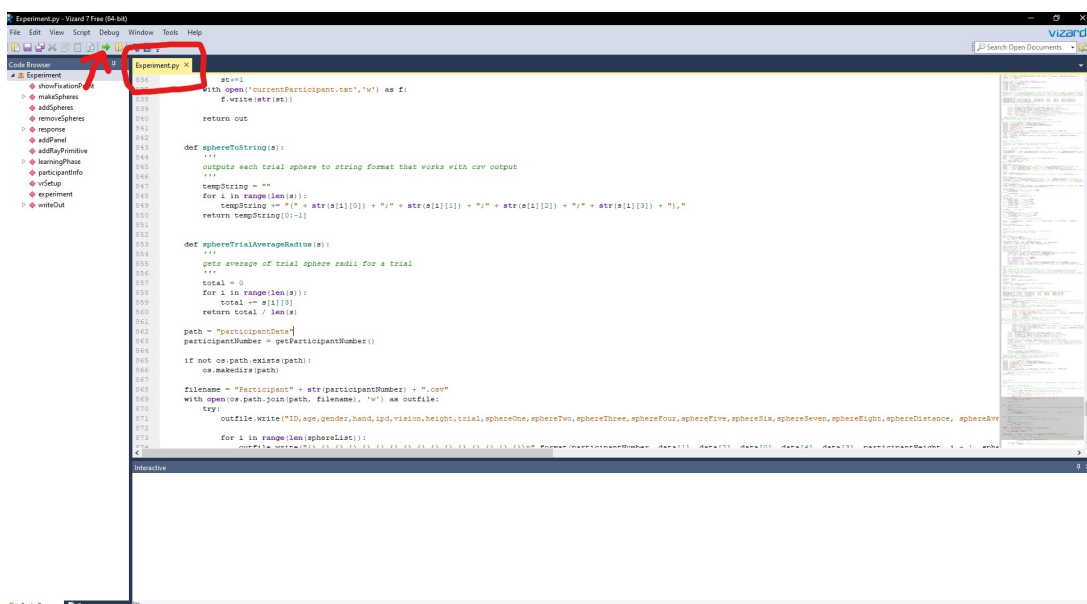 Experiment.py - Vizard 7 Free (64-bit)
File Edit View Script Debug Window Tools Help
vizard
Search Open Documents
Code Browser
Experiment
showFixationP
makeSpheres
addSpheres
removeSpheres
response
addPanel
addRayPrimitive
learningPhase
participantInfo
vrSetup
experiment
writeOut
Experiment.py ×
836 st+=1
with open('currentParticipant.txt','w') as f:
838 f.write(str(st))
839
840 return out
841
842
843 def sphereToString(s):
844 '''
845 outputs each trial sphere to string format that works with csv output
846 '''
847 tempString = ""
848 for i in range(len(s)):
849 tempString += "(" + str(s[i][0]) + ";" + str(s[i][1]) + ";" + str(s[i][2]) + ";" + str(s[i][3]) + "),"
850 return tempString[0:-1]
851
852
853 def sphereTrialAverageRadius(s):
854 '''
855 gets average of trial sphere radii for a trial
856 '''
857 total = 0
858 for i in range(len(s)):
859 total += s[i][3]
860 return total / len(s)
861
862 path = "participantData"
863 participantNumber = getParticipantNumber()
864
865 if not os.path.exists(path):
866 os.makedirs(path)
867
868 filename = "Participant" + str(participantNumber) + ".csv"
869 with open(os.path.join(path, filename), 'w') as outfile:
870 try:
871 outfile.write("ID,age,gender,hand,ipd,vision,height,trial,sphereOne,sphereTwo,sphereThree,sphereFour,sphereFive,sphereSix,sphereSeven,sphereEight,sphereDistance, sphereAve
872
873 for i in range(len(sphereList)):
Interactive